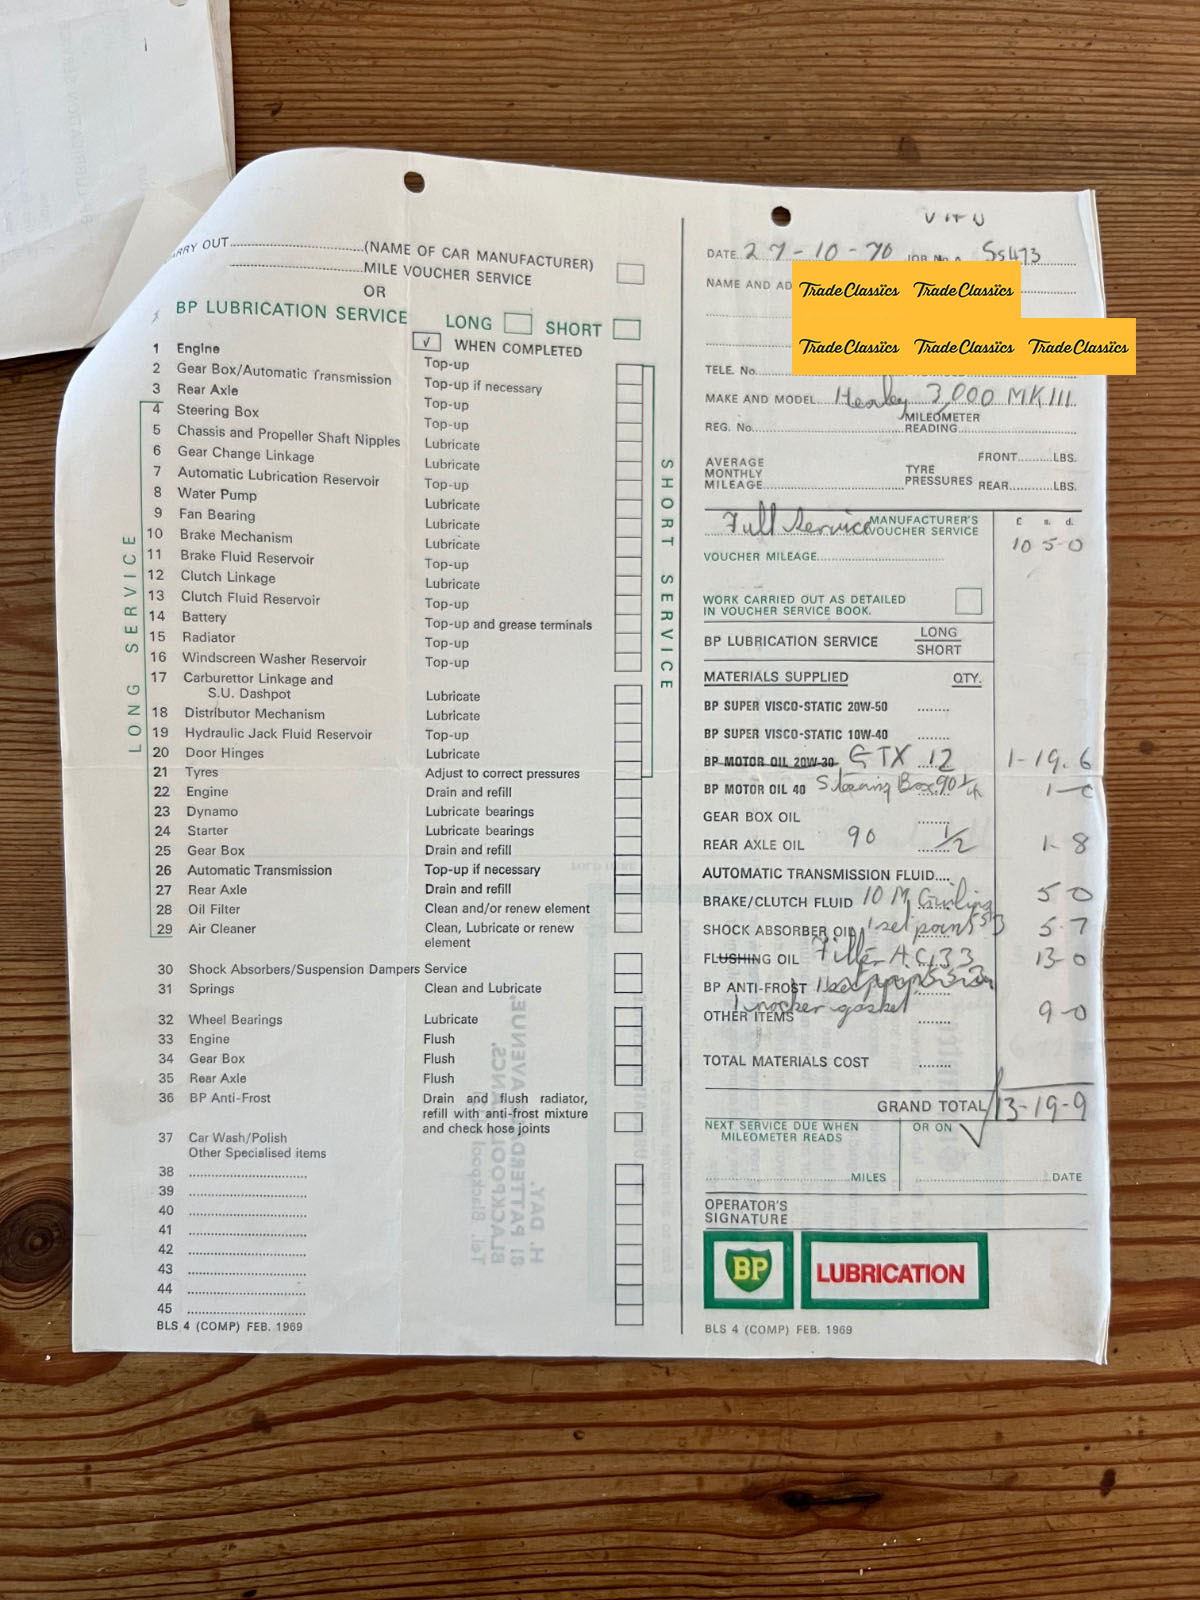 CARRY OUT..............................(NAME OF CAR MANUFACTURER)
..............................MILE VOUCHER SERVICE
OR
BP LUBRICATION SERVICE LONG SHORT
√ WHEN COMPLETED
1 Engine Top-up
2 Gear Box/Automatic Transmission Top-up if necessary
3 Rear Axle Top-up
4 Steering Box Top-up
5 Chassis and Propeller Shaft Nipples Lubricate
6 Gear Change Linkage Lubricate
7 Automatic Lubrication Reservoir Top-up
8 Water Pump Lubricate
9 Fan Bearing Lubricate
10 Brake Mechanism Lubricate
11 Brake Fluid Reservoir Top-up
12 Clutch Linkage Lubricate
13 Clutch Fluid Reservoir Top-up
14 Battery Top-up and grease terminals
15 Radiator Top-up
16 Windscreen Washer Reservoir Top-up
17 Carburettor Linkage and
S.U. Dashpot Lubricate
18 Distributor Mechanism Lubricate
19 Hydraulic Jack Fluid Reservoir Top-up
20 Door Hinges Lubricate
21 Tyres Adjust to correct pressures
22 Engine Drain and refill
23 Dynamo Lubricate bearings
24 Starter Lubricate bearings
25 Gear Box Drain and refill
26 Automatic Transmission Top-up if necessary
27 Rear Axle Drain and refill
28 Oil Filter Clean and/or renew element
29 Air Cleaner Clean, Lubricate or renew
element
30 Shock Absorbers/Suspension Dampers Service
31 Springs Clean and Lubricate
32 Wheel Bearings Lubricate
33 Engine Flush
34 Gear Box Flush
35 Rear Axle Flush
36 BP Anti-Frost Drain and flush radiator,
refill with anti-frost mixture
and check hose joints
37 Car Wash/Polish
Other Specialised items
38
39
40
41
42
43
44
45
BLS 4 (COMP) FEB. 1969
LONG SERVICE
SHORT SERVICE
DATE 27-10-70 JOB No. Ss473
NAME AND AD
TradeClassics TradeClassics
TradeClassics TradeClassics TradeClassics
TELE. No.
MAKE AND MODEL Healey 3,000 MK III
REG. No. MILEOMETER
READING
AVERAGE
MONTHLY
MILEAGE
TYRE
PRESSURES
FRONT..........LBS.
REAR..........LBS.
Full Service MANUFACTURER'S
VOUCHER SERVICE
£ s. d.
10 5-0
VOUCHER MILEAGE
WORK CARRIED OUT AS DETAILED
IN VOUCHER SERVICE BOOK.
BP LUBRICATION SERVICE LONG
SHORT
MATERIALS SUPPLIED QTY.
BP SUPER VISCO-STATIC 20W-50
BP SUPER VISCO-STATIC 10W-40
BP MOTOR OIL 20W-30 GTX 12 1-19.6
BP MOTOR OIL 40 Steering Box 90
GEAR BOX OIL
REAR AXLE OIL 90 1/2 1-8
AUTOMATIC TRANSMISSION FLUID....
BRAKE/CLUTCH FLUID 10 M Girling 5-0
SHOCK ABSORBER OIL 1 set points 5-7
FLUSHING OIL Filter AC133 13-0
BP ANTI-FROST
1 rocker gasket
OTHER ITEMS 9-0
TOTAL MATERIALS COST
GRAND TOTAL 13-19-9
NEXT SERVICE DUE WHEN
MILEOMETER READS
OR ON
MILES
DATE
OPERATOR'S
SIGNATURE
BP LUBRICATION
BLS 4 (COMP) FEB. 1969